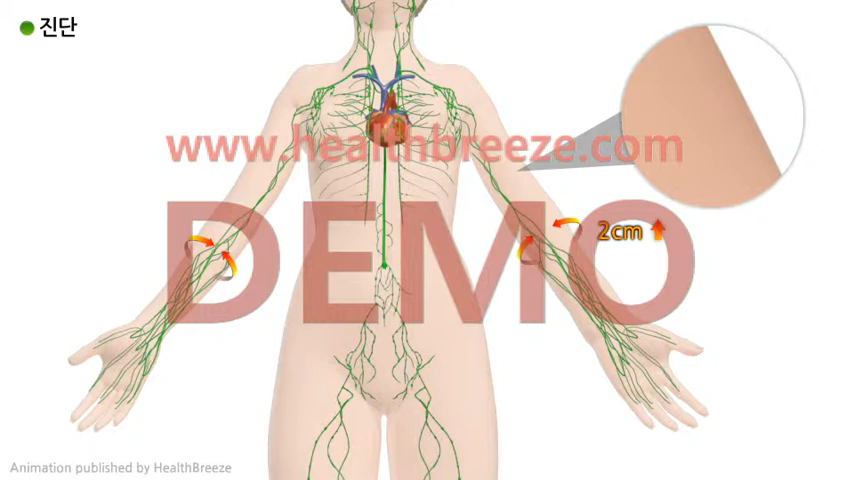 진단
www.healthbreeze.com
DEMO
2cm
Animation published by HealthBreeze